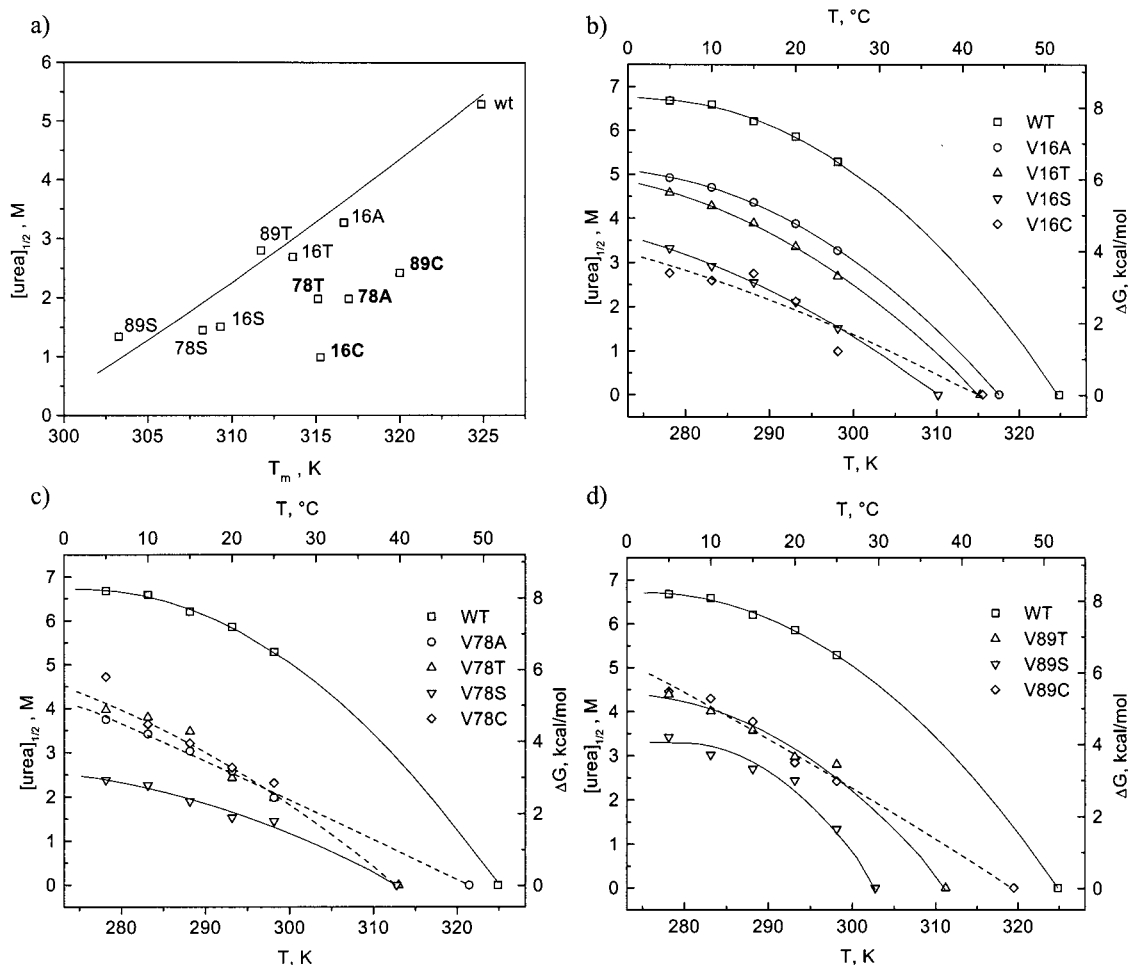 a)
6
5
4
3
2
1
0
[urea]1/2 , M
wt
16A
89T
16T
89C
78T
78A
89S
16S
78S
16C
300 305 310 315 320 325
Tm , K
b)
T, °C
0 10 20 30 40 50
7
6
5
4
3
2
1
0
[urea]1/2 , M
WT
V16A
V16T
V16S
V16C
8
6
4
2
0
ΔG, kcal/mol
280 290 300 310 320
T, K
c)
T, °C
0 10 20 30 40 50
7
6
5
4
3
2
1
0
[urea]1/2 , M
WT
V78A
V78T
V78S
V78C
8
6
4
2
0
ΔG, kcal/mol
280 290 300 310 320
T, K
d)
T, °C
0 10 20 30 40 50
7
6
5
4
3
2
1
0
[urea]1/2 , M
WT
V89T
V89S
V89C
8
6
4
2
0
ΔG, kcal/mol
280 290 300 310 320
T, K